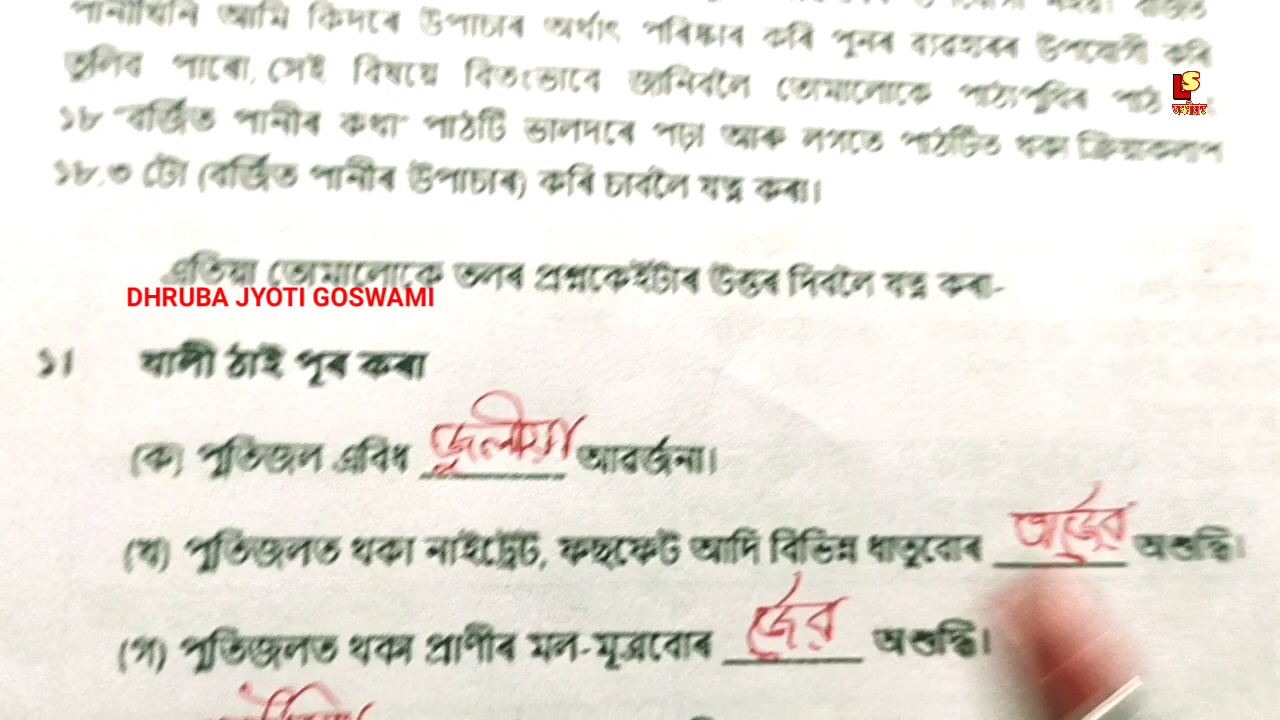 পানীখিনি আমি কিদৰে উপাচাৰ অৰ্থাৎ পৰিষ্কাৰ কৰি পুনৰ ব্যৱহাৰৰ উপযোগী কৰি
তুলিব পাৰো, সেই বিষয়ে বিতংভাবে জানিবলৈ তোমালোকে পাঠ্যপুথিৰ পাঠ
LS
১৮ "বৰ্জিত পানীৰ কথা" পাঠটি ভালদৰে পঢ়া আৰু লগতে পাঠটিত থকা ক্ৰিয়াকলাপ
১৮.৩ টো (বৰ্জিত পানীৰ উপাচাৰ) কৰি চাবলৈ যত্ন কৰা।
এতিয়া তোমালোকে তলৰ প্ৰশ্নকেইটাৰ উত্তৰ দিবলৈ যত্ন কৰা-
DHRUBA JYOTI GOSWAMI
১। খালী ঠাই পূৰ কৰা
(ক) পুতিজল এবিধ জলীয় আৱৰ্জনা।
(খ) পুতিজলত থকা নাইট্ৰেট, ফছফেট আদি বিভিন্ন ধাতুবোৰ অজৈৱ অশুদ্ধি।
(গ) পুতিজলত থকা প্ৰাণীৰ মল-মূত্ৰবোৰ জৈৱ অশুদ্ধি।